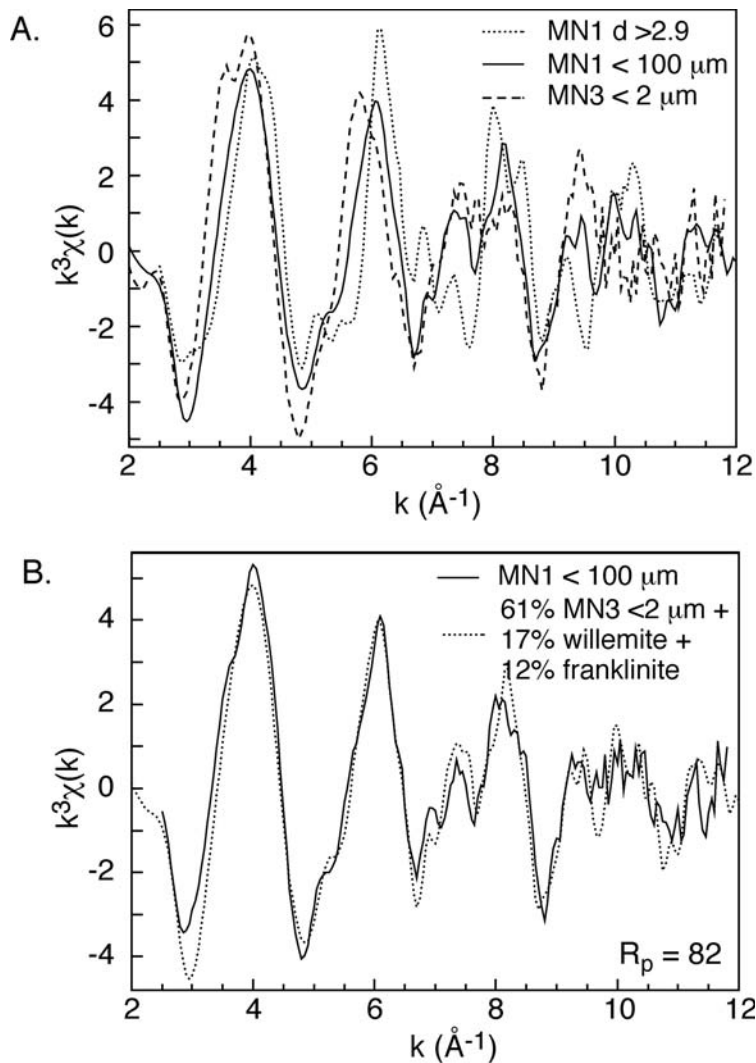 A.
6
4
2
0
-2
-4
k³χ(k)
MN1 d >2.9
MN1 < 100 μm
MN3 < 2 μm
2 4 6 8 10 12
k (Å⁻¹)
B.
4
2
0
-2
-4
k³χ(k)
MN1 < 100 μm
61% MN3 <2 μm +
17% willemite +
12% franklinite
Rₚ = 82
2 4 6 8 10 12
k (Å⁻¹)